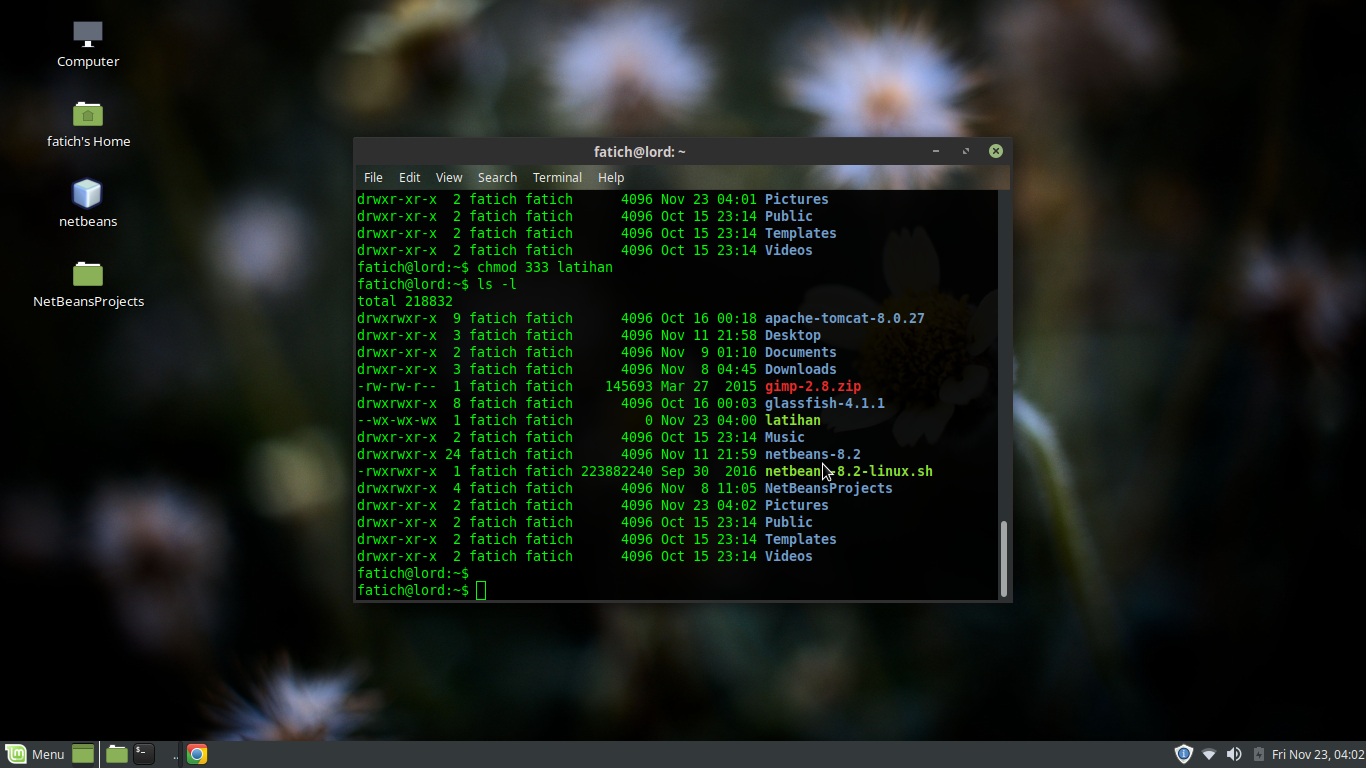 Computer
fatich's Home
netbeans
NetBeansProjects
fatich@lord: ~
File Edit View Search Terminal Help
drwxr-xr-x  2 fatich fatich      4096 Nov 23 04:01 Pictures
drwxr-xr-x  2 fatich fatich      4096 Oct 15 23:14 Public
drwxr-xr-x  2 fatich fatich      4096 Oct 15 23:14 Templates
drwxr-xr-x  2 fatich fatich      4096 Oct 15 23:14 Videos
fatich@lord:~$ chmod 333 latihan
fatich@lord:~$ ls -l
total 218832
drwxrwxr-x  9 fatich fatich      4096 Oct 16 00:18 apache-tomcat-8.0.27
drwxr-xr-x  3 fatich fatich      4096 Nov 11 21:58 Desktop
drwxr-xr-x  2 fatich fatich      4096 Nov  9 01:10 Documents
drwxr-xr-x  3 fatich fatich      4096 Nov  8 04:45 Downloads
-rw-rw-r--  1 fatich fatich    145693 Mar 27  2015 gimp-2.8.zip
drwxrwxr-x  8 fatich fatich      4096 Oct 16 00:03 glassfish-4.1.1
--wx-wx-wx  1 fatich fatich         0 Nov 23 04:00 latihan
drwxr-xr-x  2 fatich fatich      4096 Oct 15 23:14 Music
drwxrwxr-x 24 fatich fatich      4096 Nov 11 21:59 netbeans-8.2
-rwxrwxr-x  1 fatich fatich 223882240 Sep 30  2016 netbeans-8.2-linux.sh
drwxrwxr-x  4 fatich fatich      4096 Nov  8 11:05 NetBeansProjects
drwxr-xr-x  2 fatich fatich      4096 Nov 23 04:02 Pictures
drwxr-xr-x  2 fatich fatich      4096 Oct 15 23:14 Public
drwxr-xr-x  2 fatich fatich      4096 Oct 15 23:14 Templates
drwxr-xr-x  2 fatich fatich      4096 Oct 15 23:14 Videos
fatich@lord:~$
fatich@lord:~$
Menu .. Fri Nov 23, 04:02